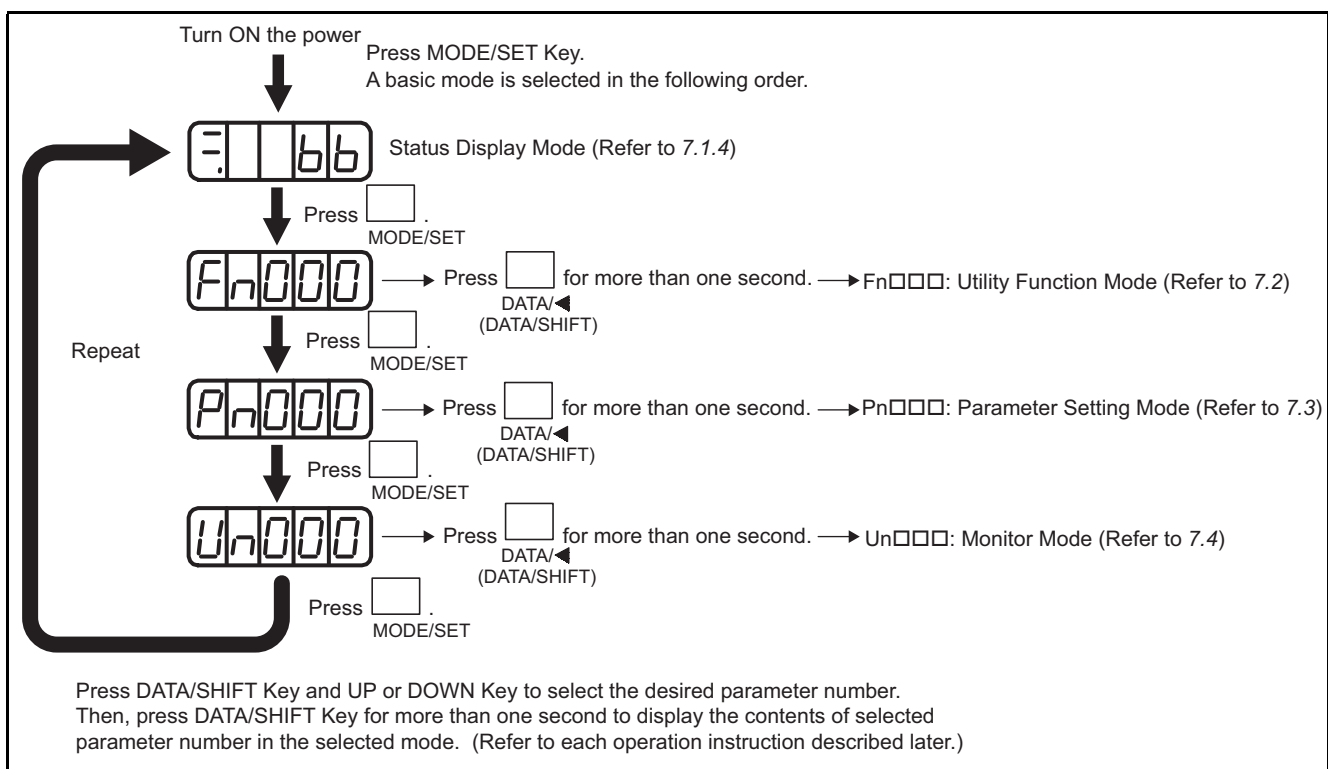 Turn ON the power
Press MODE/SET Key.
A basic mode is selected in the following order.
bb
Status Display Mode (Refer to 7.1.4)
Press .
MODE/SET
Fn000
Press for more than one second.
DATA/◀
(DATA/SHIFT)
Fn□□□: Utility Function Mode (Refer to 7.2)
Repeat
Press .
MODE/SET
Pn000
Press for more than one second.
DATA/◀
(DATA/SHIFT)
Pn□□□: Parameter Setting Mode (Refer to 7.3)
Press .
MODE/SET
Un000
Press for more than one second.
DATA/◀
(DATA/SHIFT)
Un□□□: Monitor Mode (Refer to 7.4)
Press .
MODE/SET
Press DATA/SHIFT Key and UP or DOWN Key to select the desired parameter number.
Then, press DATA/SHIFT Key for more than one second to display the contents of selected
parameter number in the selected mode. (Refer to each operation instruction described later.)